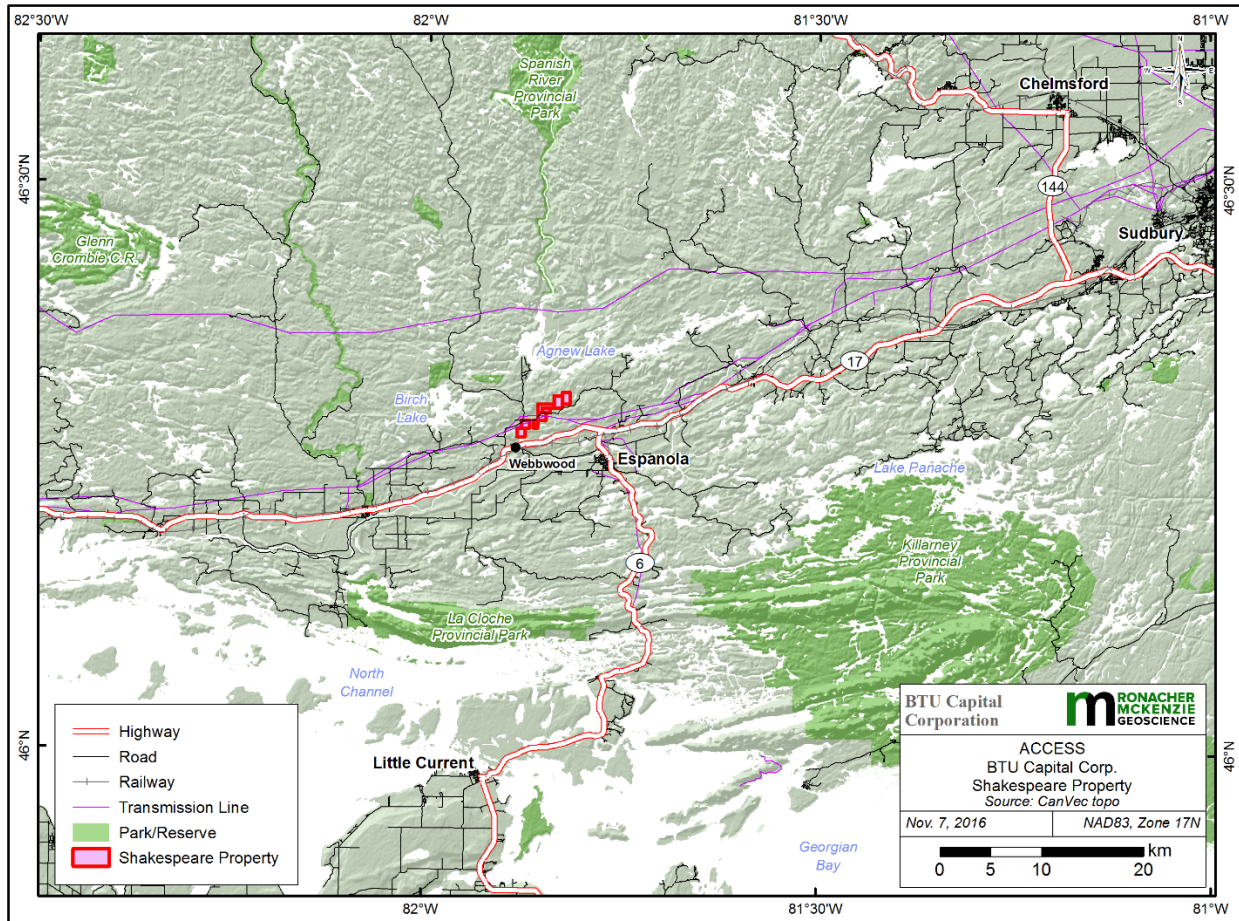 82°30'W
82°W
81°30'W
81°W
Spanish
River
Provincial
Park
Chelmsford
N
W
E
S
46°30'N
46°30'N
144
Glenn
Crombie C.R.
Sudbury
Agnew Lake
17
Birch
Lake
Webbwood
Espanola
Lake Panache
6
Killarney
Provincial
Park
La Cloche
Provincial Park
North
Channel
46°N
46°N
Little Current
Georgian
Bay
Highway
Road
Railway
Transmission Line
Park/Reserve
Shakespeare Property
BTU Capital
Corporation
RONACHER
MCKENZIE
GEOSCIENCE
ACCESS
BTU Capital Corp.
Shakespeare Property
Source: CanVec topo
Nov. 7, 2016
NAD83, Zone 17N
km
0 5 10 20
82°W
81°30'W
81°W